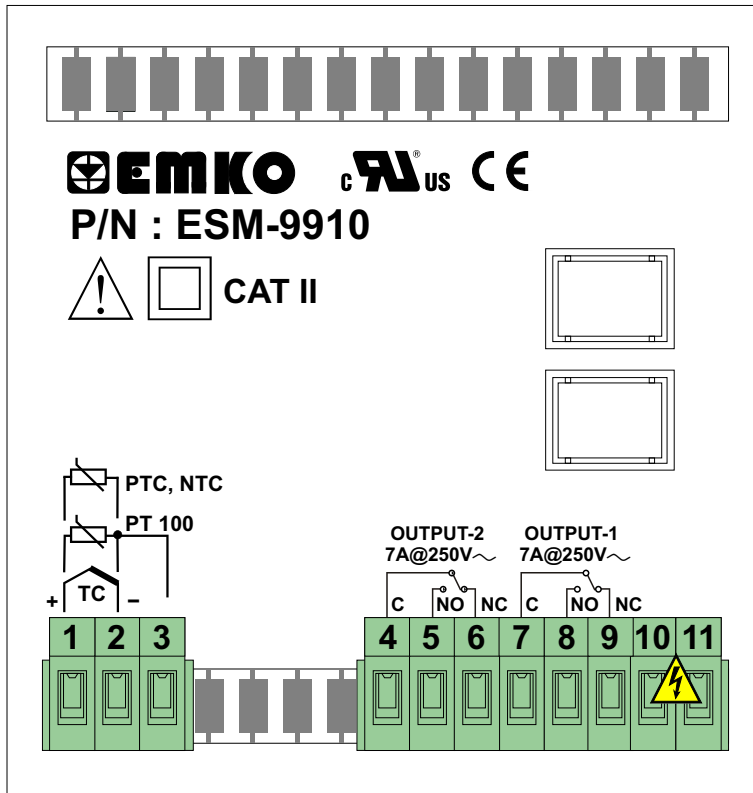 EMKO c RU ® US CE
P/N : ESM-9910
! CAT II
PTC, NTC
PT 100
+ TC −
OUTPUT-2
7A@250V~
OUTPUT-1
7A@250V~
C NO NC C NO NC
1 2 3 4 5 6 7 8 9 10 11